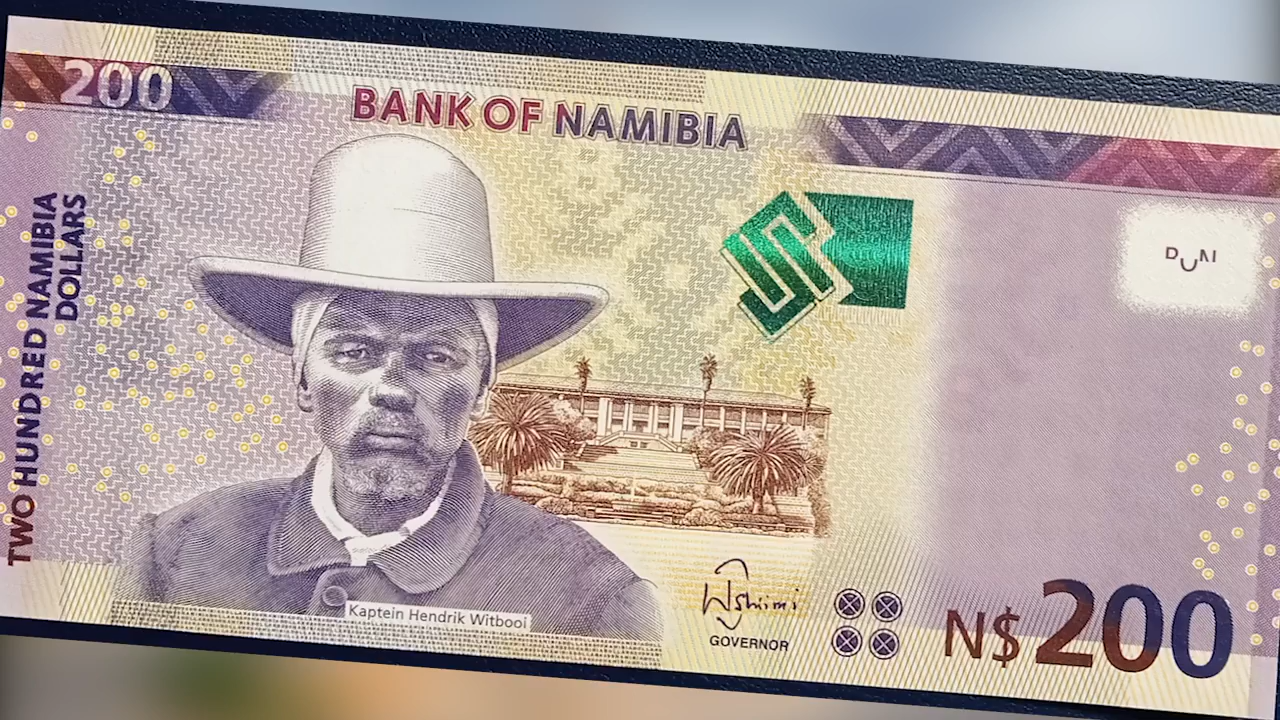 200
BANK OF NAMIBIA
TWO HUNDRED NAMIBIA
DOLLARS
Kaptein Hendrik Witbooi
GOVERNOR
N$200